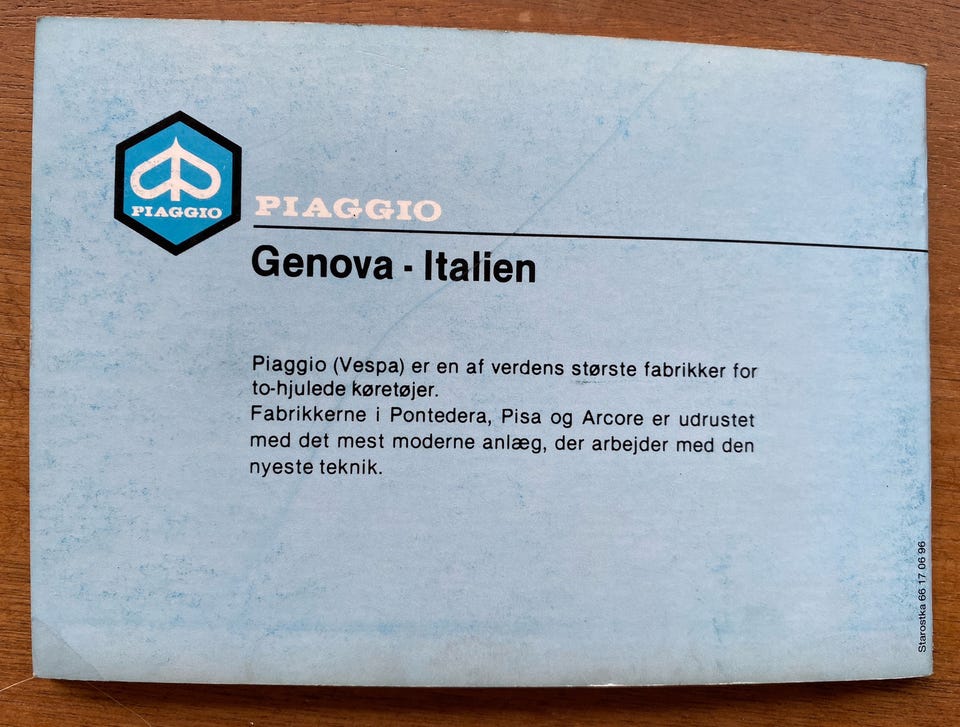 PIAGGIO
PIAGGIO
Genova - Italien
Piaggio (Vespa) er en af verdens største fabrikker for
to-hjulede køretøjer.
Fabrikkerne i Pontedera, Pisa og Arcore er udrustet
med det mest moderne anlæg, der arbejder med den
nyeste teknik.
Starostka 66 17 06 96